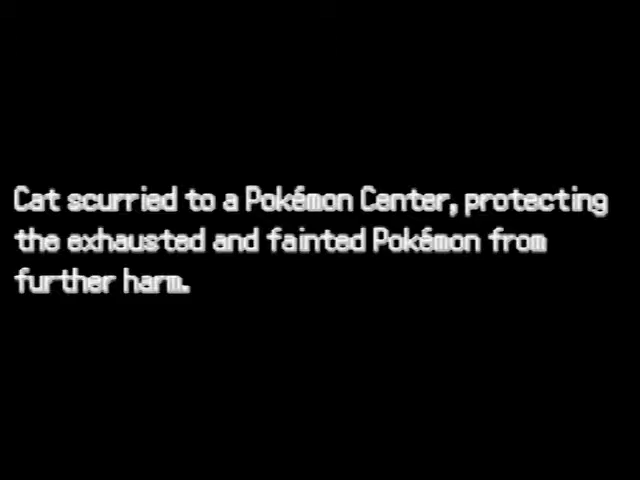 Cat scurried to a Pokémon Center, protecting
the exhausted and fainted Pokémon from
further harm.